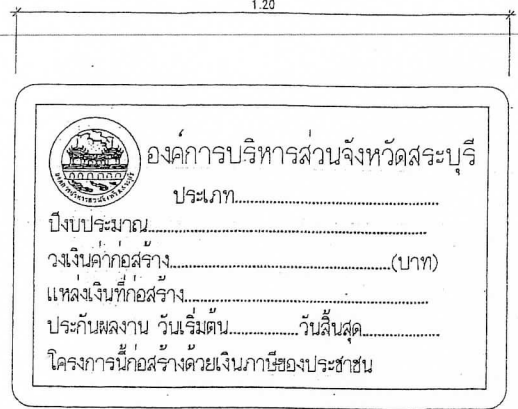 1.20
องค์การบริหารส่วนจังหวัดสระบุรี
ประเภท........................................
ปีงบประมาณ........................................................
วงเงินค่าก่อสร้าง...........................................(บาท)
แหล่งเงินที่ก่อสร้าง................................................
ประกันผลงาน วันเริ่มต้น..............วันสิ้นสุด...............
โครงการนี้ก่อสร้างด้วยเงินภาษีของประชาชน